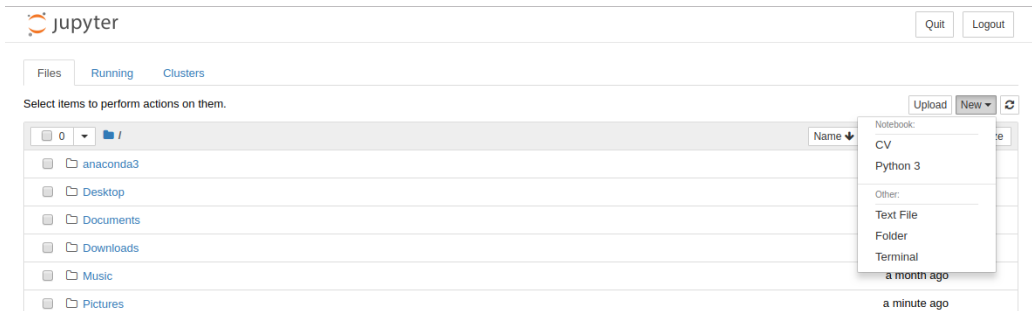 jupyter Quit Logout
Files Running Clusters
Select items to perform actions on them. Upload New
0 / Name
Notebook:
CV
anaconda3
Python 3
Desktop
Other:
Documents
Text File
Folder
Downloads
Terminal
Music a month ago
Pictures a minute ago